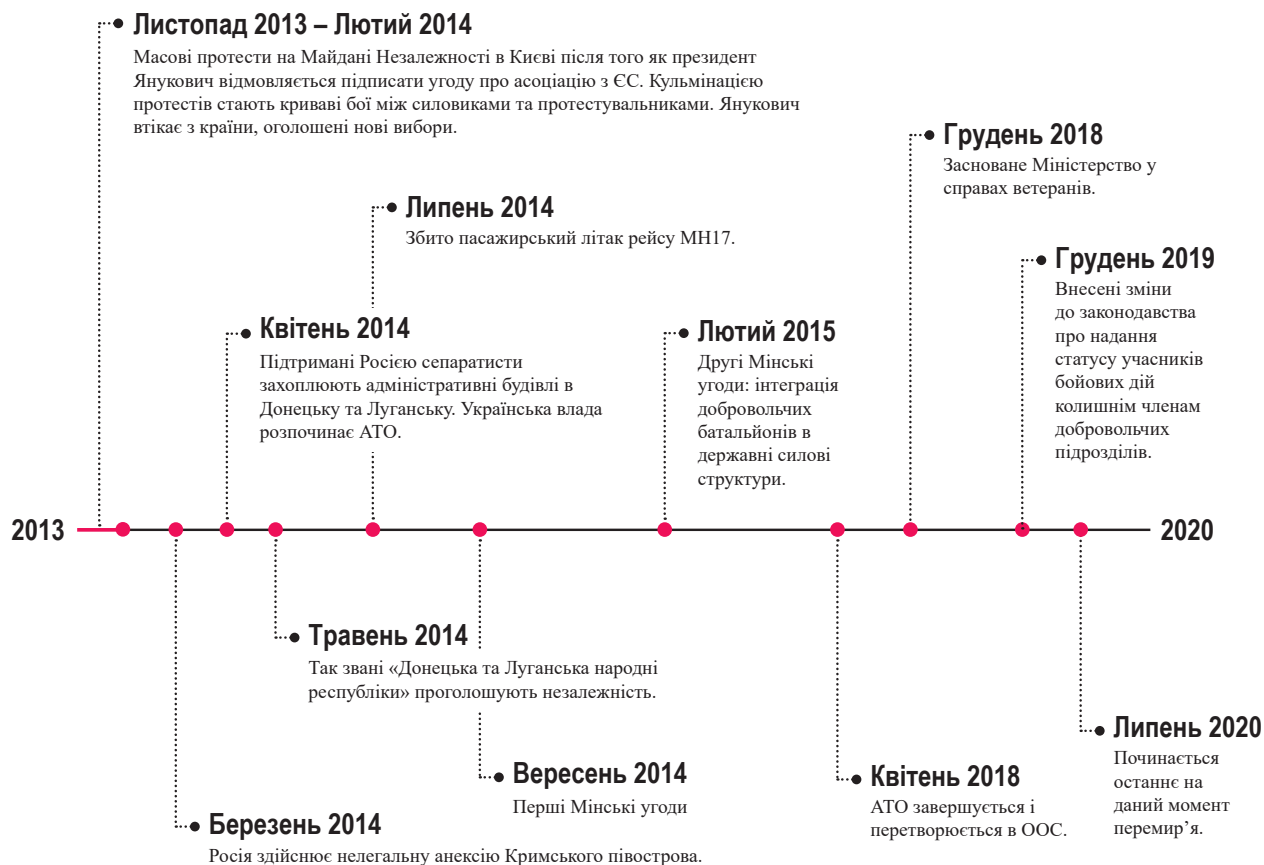 Листопад 2013 – Лютий 2014
Масові протести на Майдані Незалежності в Києві після того як президент
Янукович відмовляється підписати угоду про асоціацію з ЄС. Кульмінацією
протестів стають криваві бої між силовиками та протестувальниками. Янукович
втікає з країни, оголошені нові вибори.
Грудень 2018
Засноване Міністерство у
справах ветеранів.
Липень 2014
Збито пасажирський літак рейсу МН17.
Грудень 2019
Внесені зміни
до законодавства
про надання
статусу учасників
бойових дій
колишнім членам
добровольчих
підрозділів.
Квітень 2014
Підтримані Росією сепаратисти
захоплюють адміністративні будівлі в
Донецьку та Луганську. Українська влада
розпочинає АТО.
Лютий 2015
Другі Мінські
угоди: інтеграція
добровольчих
батальйонів в
державні силові
структури.
2013
2020
Травень 2014
Так звані «Донецька та Луганська народні
республіки» проголошують незалежність.
Вересень 2014
Перші Мінські угоди
Квітень 2018
АТО завершується і
перетворюється в ООС.
Липень 2020
Починається
останнє на
даний момент
перемир’я.
Березень 2014
Росія здійснює нелегальну анексію Кримського півострова.